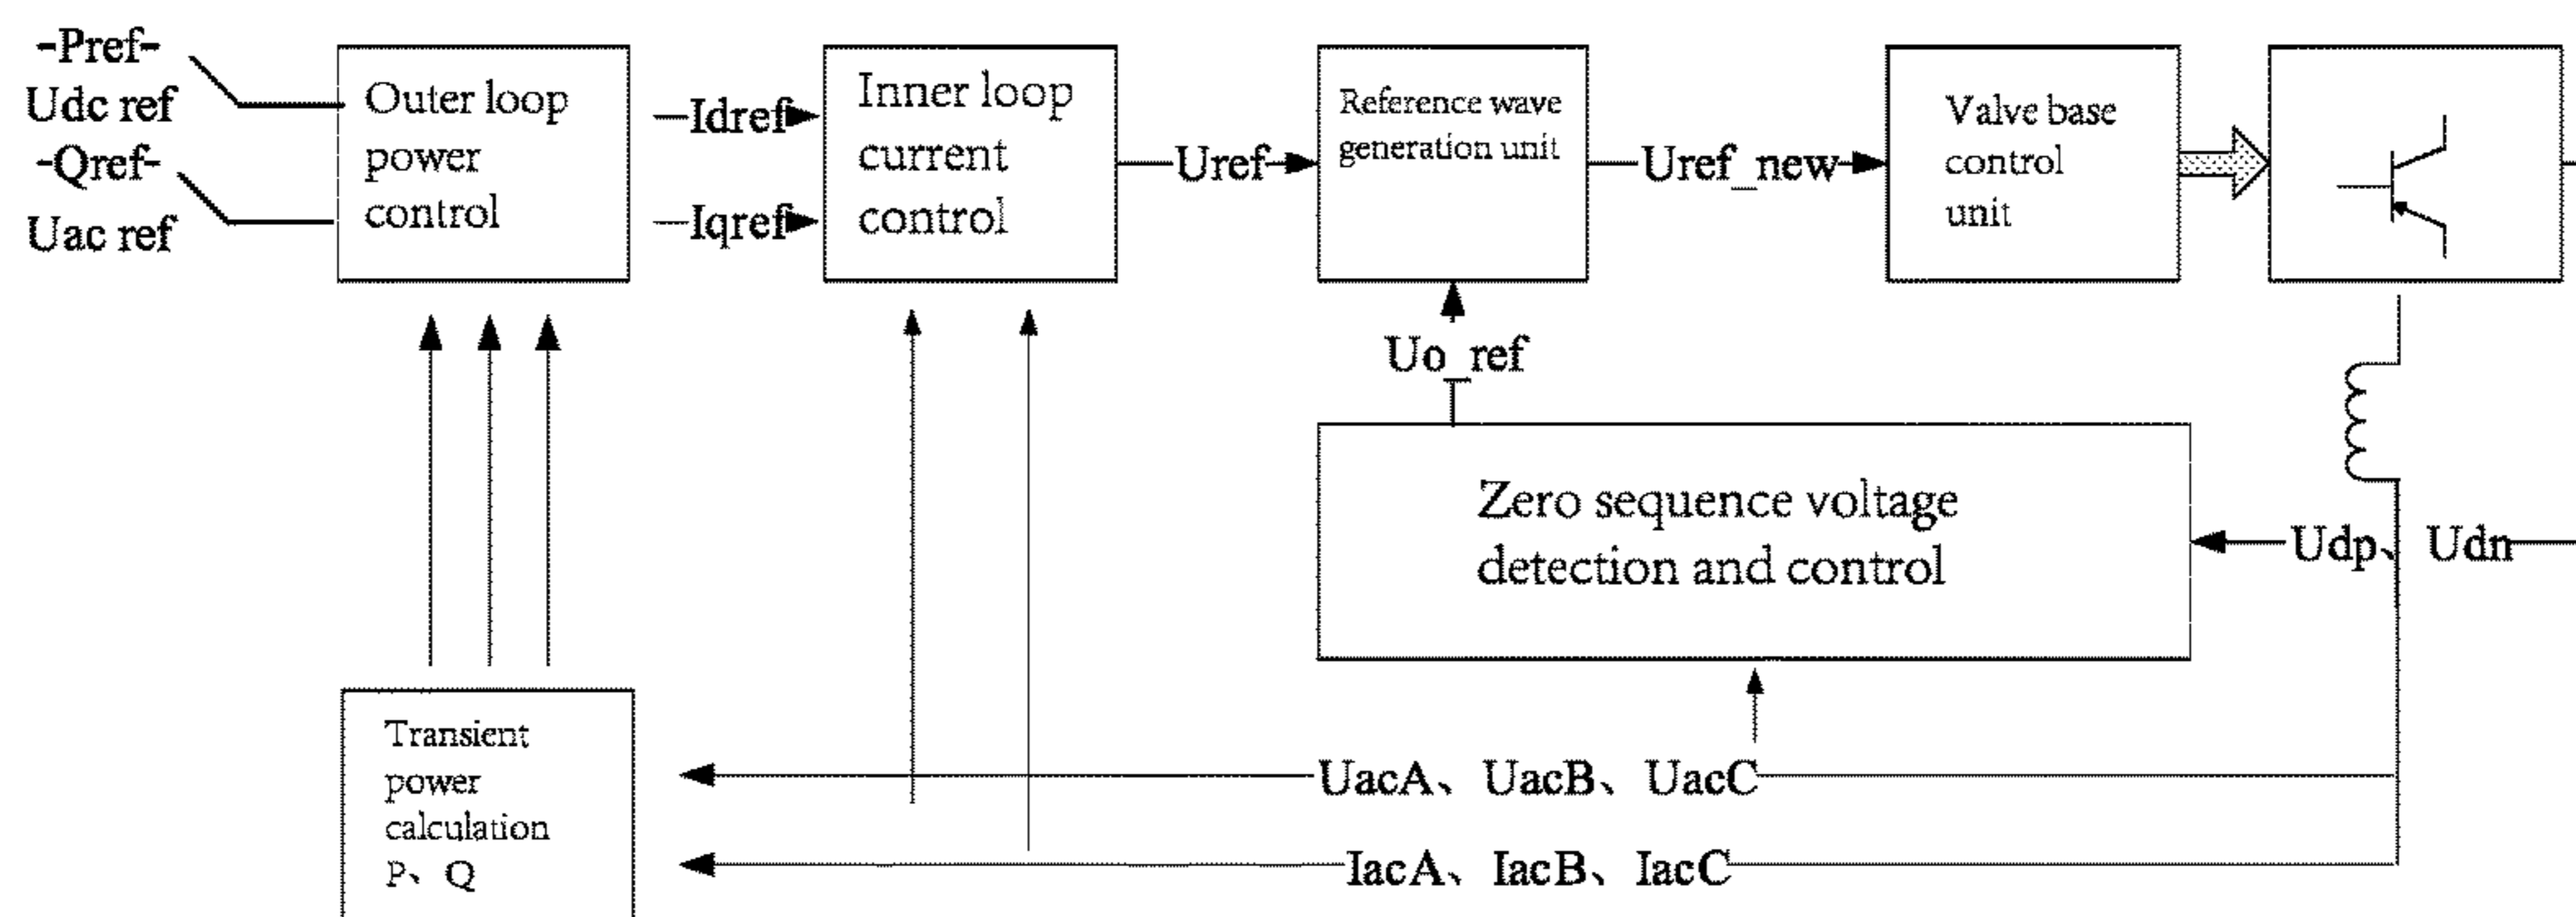 -Pref-
Udc ref
-Qref-
Uac ref
Outer loop
power
control
Idref
Iqref
Inner loop
current
control
Uref
Reference wave
generation unit
Uref_new
Valve base
control
unit
Uo_ref
Zero sequence voltage
detection and control
Udp、Udn
Transient
power
calculation
P、Q
UacA、UacB、UacC
IacA、IacB、IacC